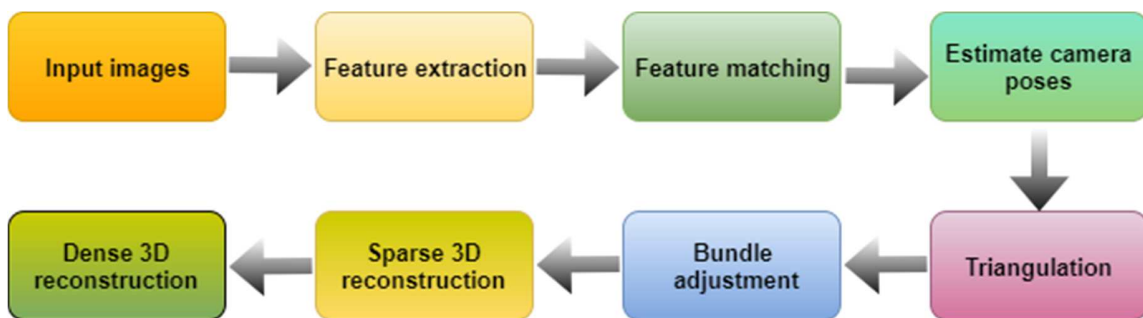 Input images
Feature extraction
Feature matching
Estimate camera
poses
Triangulation
Bundle
adjustment
Sparse 3D
reconstruction
Dense 3D
reconstruction